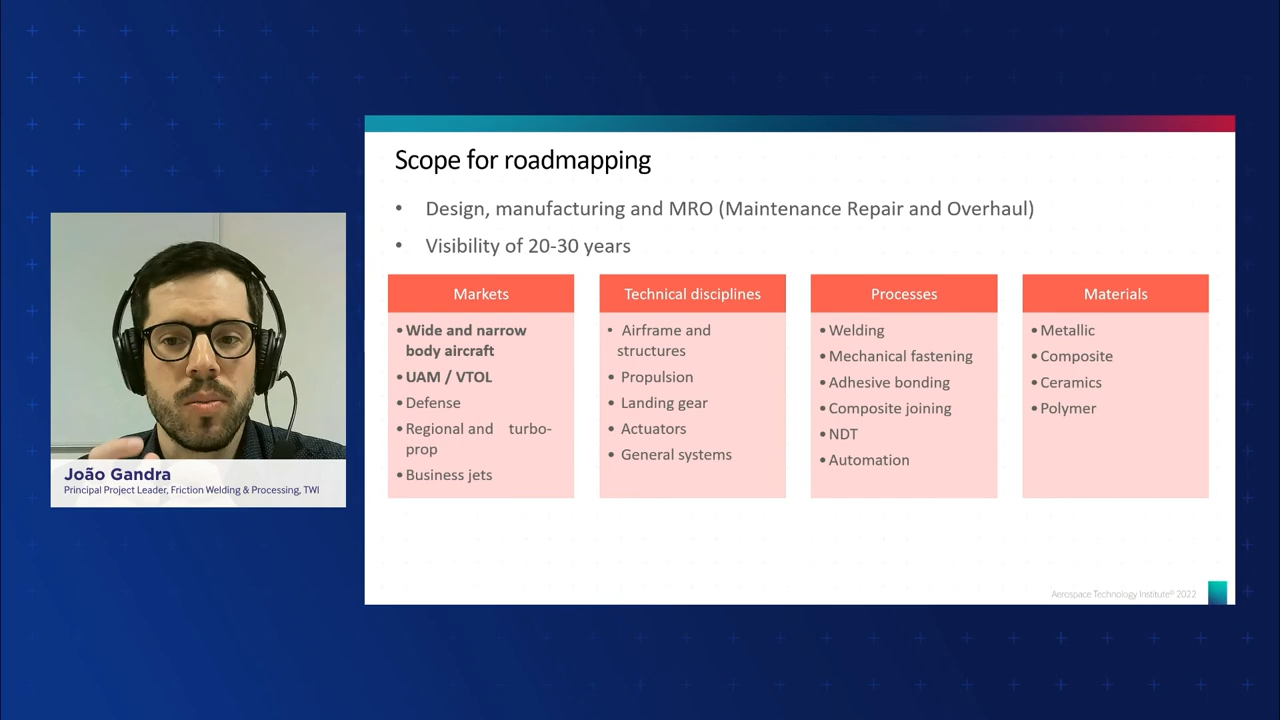 Scope for roadmapping
• Design, manufacturing and MRO (Maintenance Repair and Overhaul)
• Visibility of 20-30 years
Markets
• Wide and narrow
body aircraft
• UAM / VTOL
• Defense
• Regional and turbo-
prop
• Business jets
Technical disciplines
• Airframe and
structures
• Propulsion
• Landing gear
• Actuators
• General systems
Processes
• Welding
• Mechanical fastening
• Adhesive bonding
• Composite joining
• NDT
• Automation
Materials
• Metallic
• Composite
• Ceramics
• Polymer
João Gandra
Principal Project Leader, Friction Welding & Processing, TWI
Aerospace Technology Institute® 2022